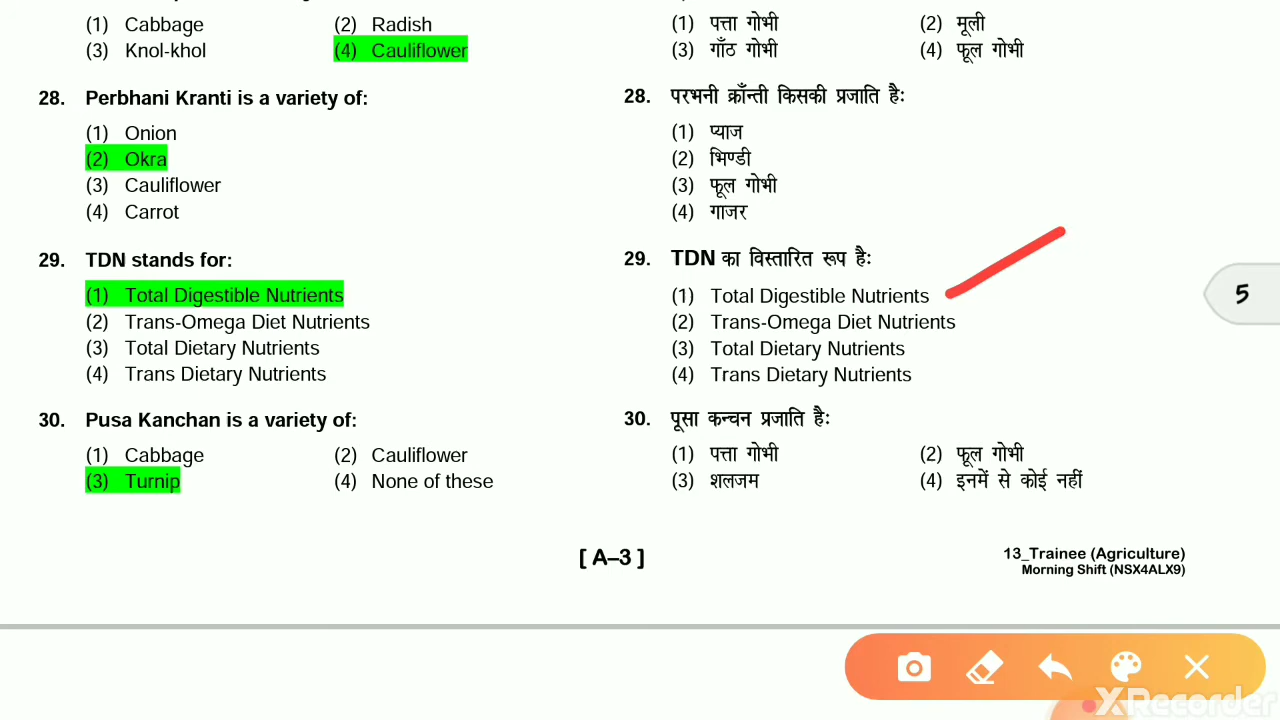 (1) Cabbage (2) Radish
(3) Knol-khol (4) Cauliflower
28. Perbhani Kranti is a variety of:
(1) Onion
(2) Okra
(3) Cauliflower
(4) Carrot
29. TDN stands for:
(1) Total Digestible Nutrients
(2) Trans-Omega Diet Nutrients
(3) Total Dietary Nutrients
(4) Trans Dietary Nutrients
30. Pusa Kanchan is a variety of:
(1) Cabbage (2) Cauliflower
(3) Turnip (4) None of these
(1) पत्ता गोभी (2) मूली
(3) गाँठ गोभी (4) फूल गोभी
28. परभनी क्राँन्ती किसकी प्रजाति है:
(1) प्याज
(2) भिण्डी
(3) फूल गोभी
(4) गाजर
29. TDN का विस्तारित रूप है:
(1) Total Digestible Nutrients
(2) Trans-Omega Diet Nutrients
(3) Total Dietary Nutrients
(4) Trans Dietary Nutrients
30. पूसा कन्चन प्रजाति है:
(1) पत्ता गोभी (2) फूल गोभी
(3) शलजम (4) इनमें से कोई नहीं
5
[ A–3 ]
13_Trainee (Agriculture)
Morning Shift (NSX4ALX9)
XRecorder